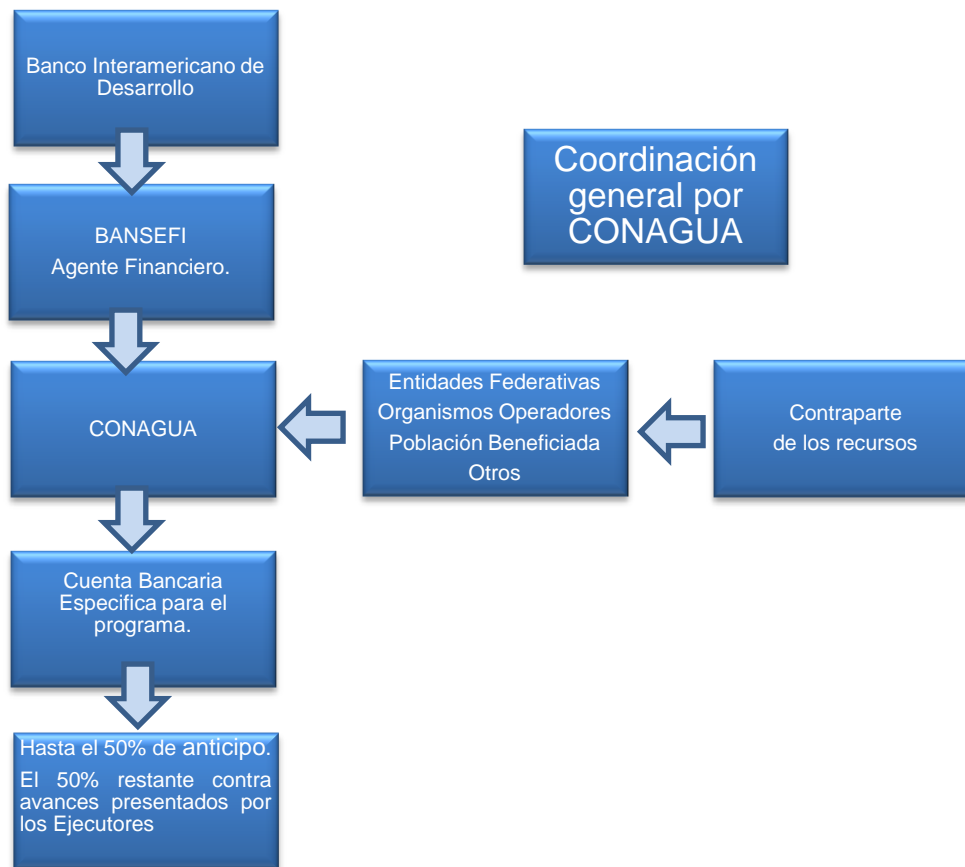 Banco Interamericano de
Desarrollo
Coordinación
general por
CONAGUA
BANSEFI
Agente Financiero.
CONAGUA
Entidades Federativas
Organismos Operadores
Población Beneficiada
Otros
Contraparte
de los recursos
Cuenta Bancaria
Especifica para el
programa.
Hasta el 50% de anticipo.
El 50% restante contra
avances presentados por
los Ejecutores